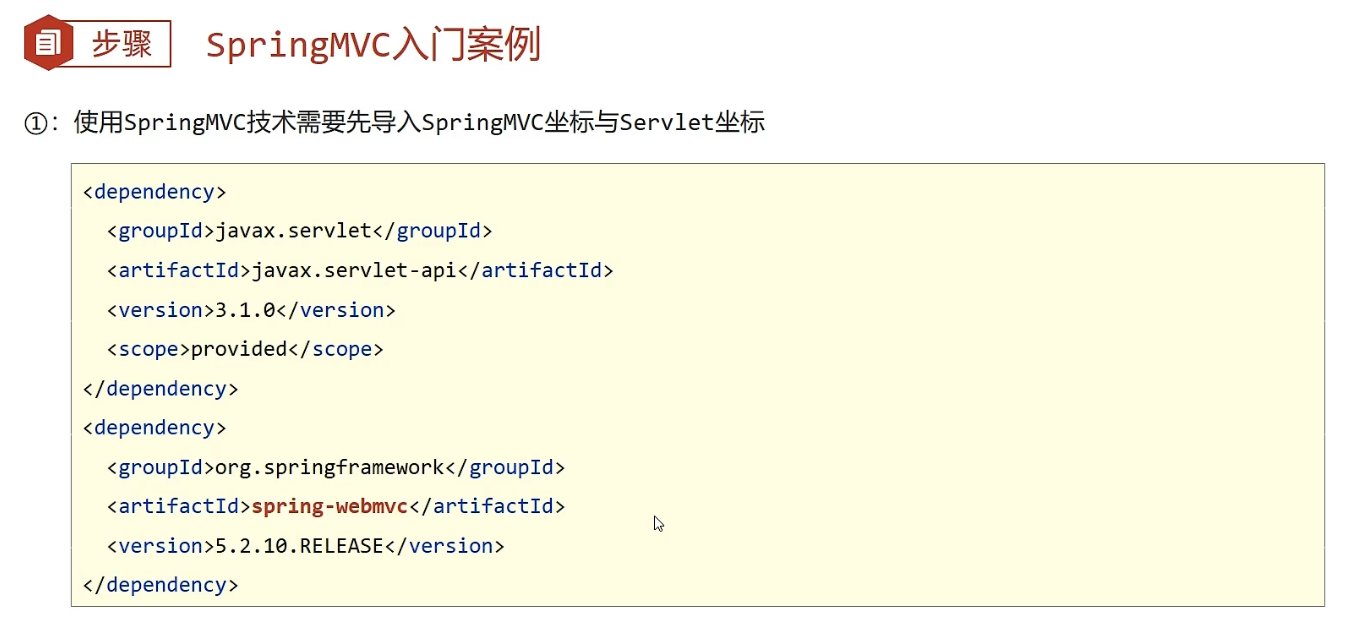 步骤 SpringMVC入门案例
①：使用SpringMVC技术需要先导入SpringMVC坐标与Servlet坐标
<dependency>
  <groupId>javax.servlet</groupId>
  <artifactId>javax.servlet-api</artifactId>
  <version>3.1.0</version>
  <scope>provided</scope>
</dependency>
<dependency>
  <groupId>org.springframework</groupId>
  <artifactId>spring-webmvc</artifactId>
  <version>5.2.10.RELEASE</version>
</dependency>